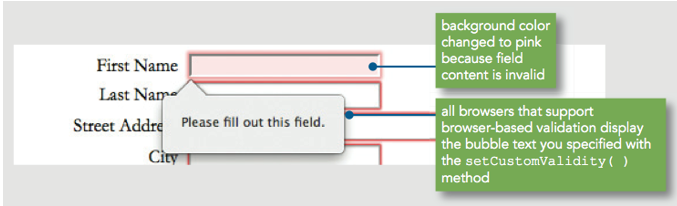 background color
changed to pink
because field
content is invalid
First Name
Last Name
Please fill out this field.
Street Addre
City
all browsers that support
browser-based validation display
the bubble text you specified with
the setCustomValidity( )
method